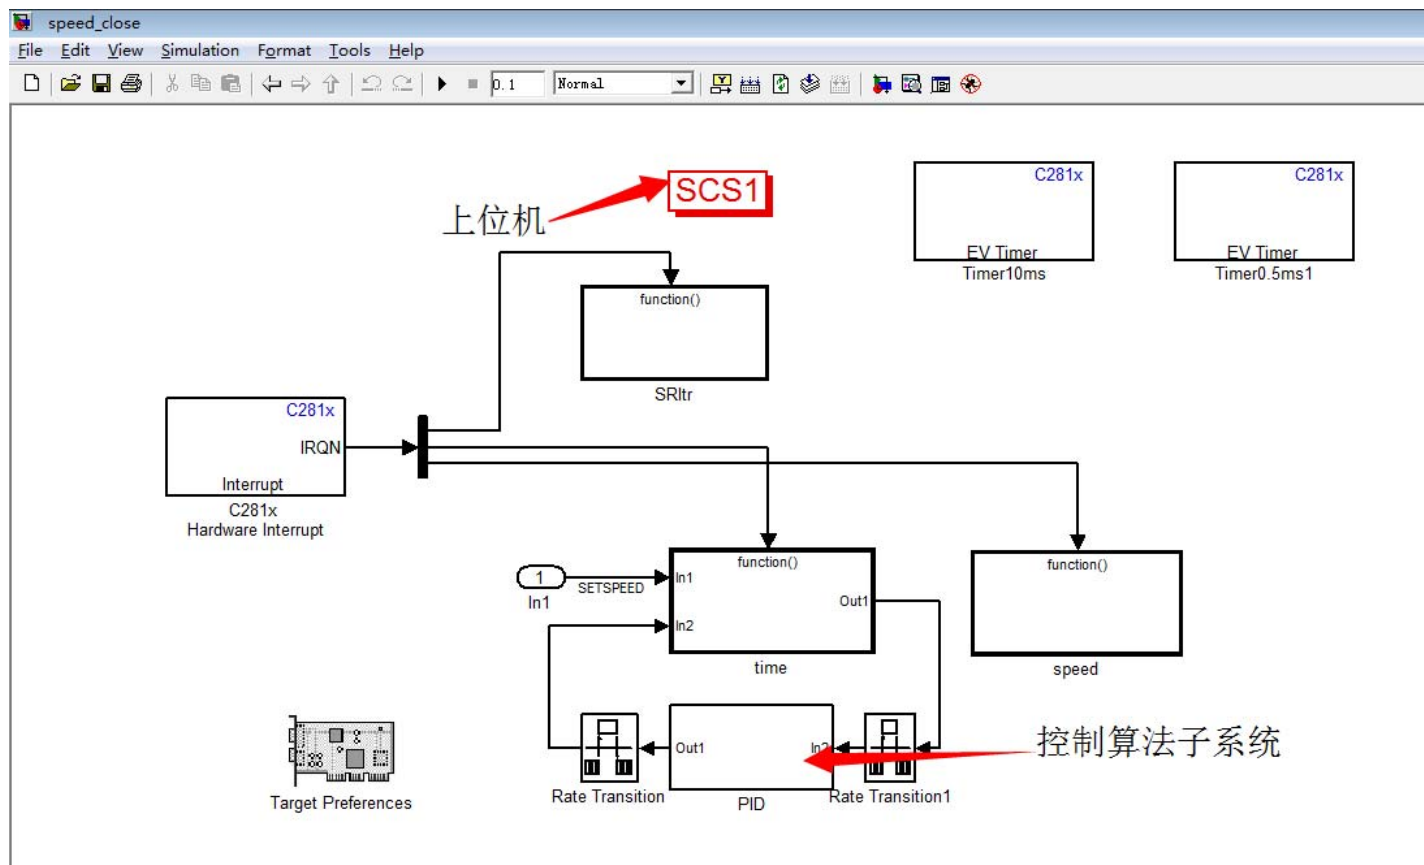 speed_close
File Edit View Simulation Format Tools Help
0.1 Normal
SCS1
上位机
C281x
EV Timer
Timer10ms
C281x
EV Timer
Timer0.5ms1
function()
SRItr
C281x
IRQN
Interrupt
C281x
Hardware Interrupt
1
In1
SETSPEED
function()
In1
In2
Out1
time
function()
speed
Out1
In2
PID
Rate Transition
Rate Transition1
控制算法子系统
Target Preferences